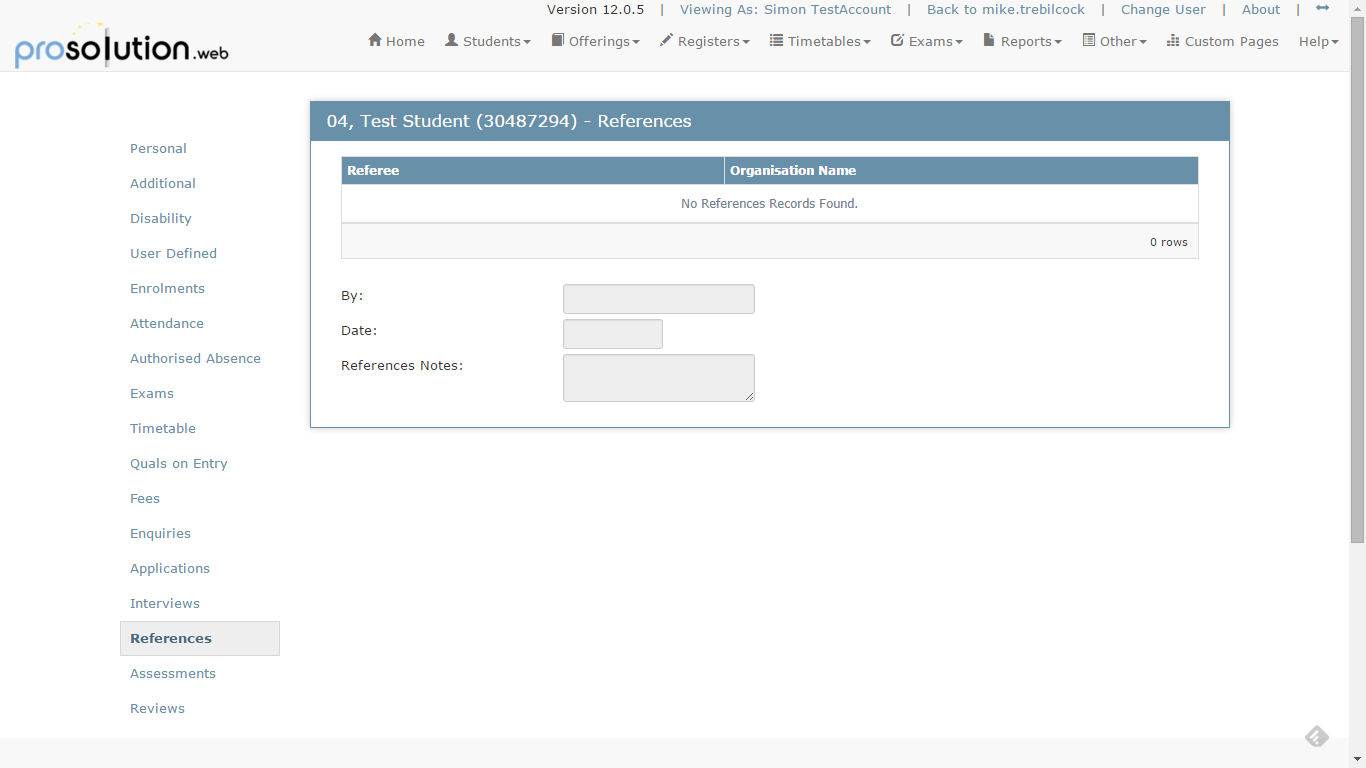 Version 12.0.5 | Viewing As: Simon TestAccount | Back to mike.trebilcock | Change User | About |
prosolution.web
Home Students Offerings Registers Timetables Exams Reports Other Custom Pages Help
04, Test Student (30487294) - References
Personal
Additional
Disability
User Defined
Enrolments
Attendance
Authorised Absence
Exams
Timetable
Quals on Entry
Fees
Enquiries
Applications
Interviews
References
Assessments
Reviews
Referee Organisation Name
No References Records Found.
0 rows
By:
Date:
References Notes: